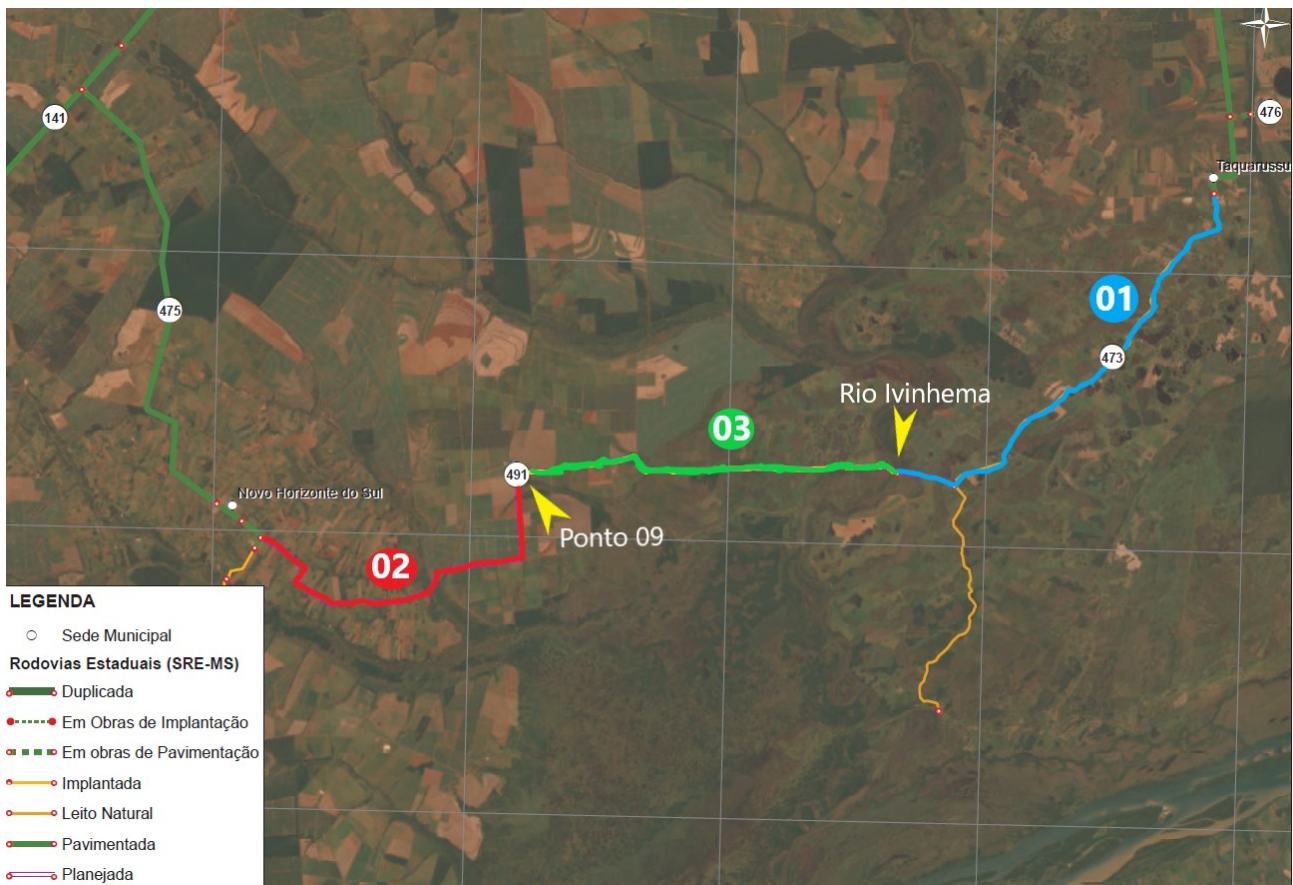 141
476
Taquarussu
01
475
473
Rio Ivinhema
03
491
Novo Horizonte do Sul
Ponto 09
02
LEGENDA
Sede Municipal
Rodovias Estaduais (SRE-MS)
Duplicada
Em Obras de Implantação
Em obras de Pavimentação
Implantada
Leito Natural
Pavimentada
Planejada